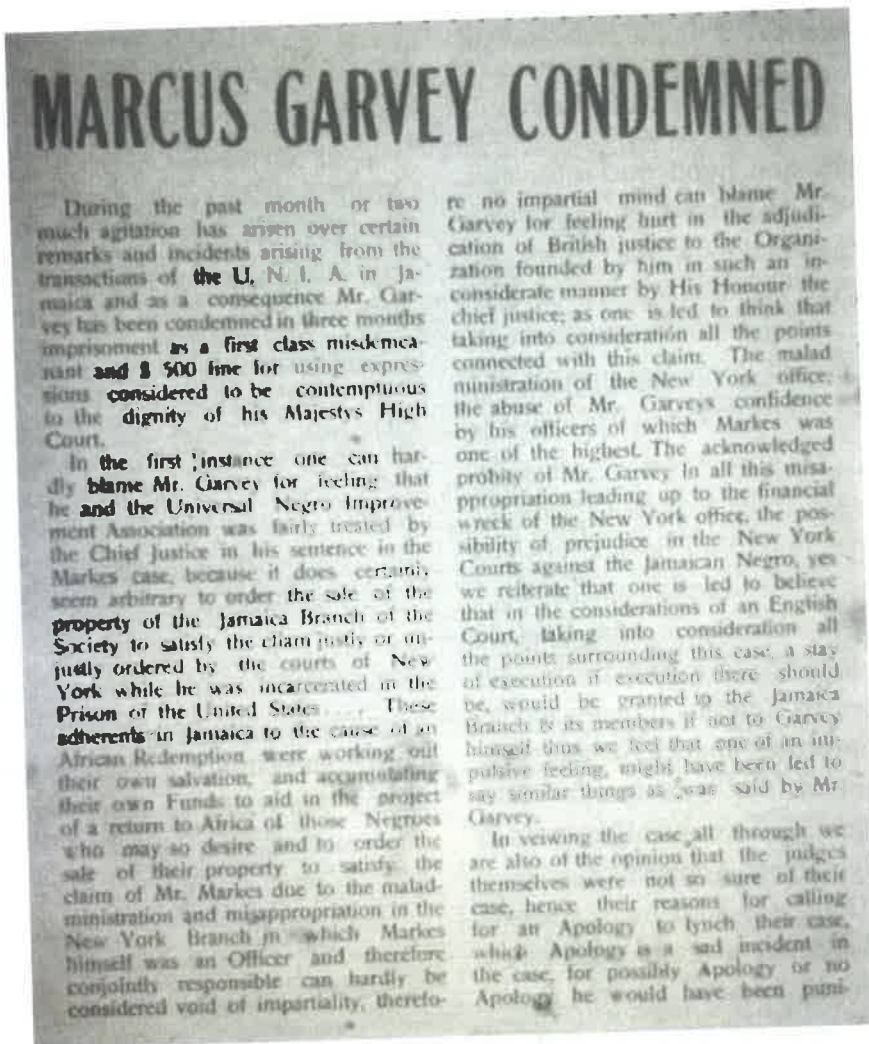 MARCUS GARVEY CONDEMNED
During the past month or two
much agitation has arisen over certain
remarks and incidents arising from the
transactions of the U. N. I. A. in Ja-
maica and as a consequence Mr. Gar-
vey has been condemned in three months
imprisoment as a first class misdemea-
nant and $ 500 fine for using expres-
sions considered to be contemptuous
to the dignity of his Majestys High
Court.
In the first instance one can har-
dly blame Mr. Garvey for feeling that
he and the Universal Negro Improve-
ment Association was fairly treated by
the Chief Justice in his sentence in the
Markes case, because it does certainly
seem arbitrary to order the sale of the
property of the Jamaica Branch of the
Society to satisfy the cham justly or un-
justly ordered by the courts of New
York while he was incarcerated in the
Prison of the United States.... These
adherents in Jamaica to the cause of an
African Redemption were working out
their own salvation, and accumulating
their own Funds to aid in the project
of a return to Africa of those Negroes
who may so desire and to order the
sale of their property to satisfy the
claim of Mr. Markes due to the malad-
ministration and misappropriation in the
New York Branch in which Markes
himself was an Officer and therefore
conjointly responsible can hardly be
considered void of impartiality, therefo-
re no impartial mind can blame Mr.
Garvey for feeling hurt in the adjudi-
cation of British justice to the Organi-
zation founded by him in such an in-
considerate manner by His Honour the
chief justice; as one is led to think that
taking into consideration all the points
connected with this claim. The malad
ministration of the New York office,
the abuse of Mr. Garveys confidence
by his officers of which Markes was
one of the highest. The acknowledged
probity of Mr. Garvey In all this misa-
ppropriation leading up to the financial
wreck of the New York office, the pos-
sibility of prejudice in the New York
Courts against the Jamaican Negro, yes
we reiterate that one is led to believe
that in the considerations of an English
Court, taking into consideration all
the points surrounding this case, a stay
of execution if execution there should
be, would be granted to the Jamaica
Branch & its members if not to Garvey
himself thus we feel that one of an im-
pulsive feeling, might have been led to
say similar things as was said by Mr.
Garvey.
In veiwing the case all through we
are also of the opinion that the judges
themselves were not so sure of their
case, hence their reasons for calling
for an Apology to lynch their case,
which Apology is a sad incident in
the case, for possibly Apology or no
Apology he would have been puni-